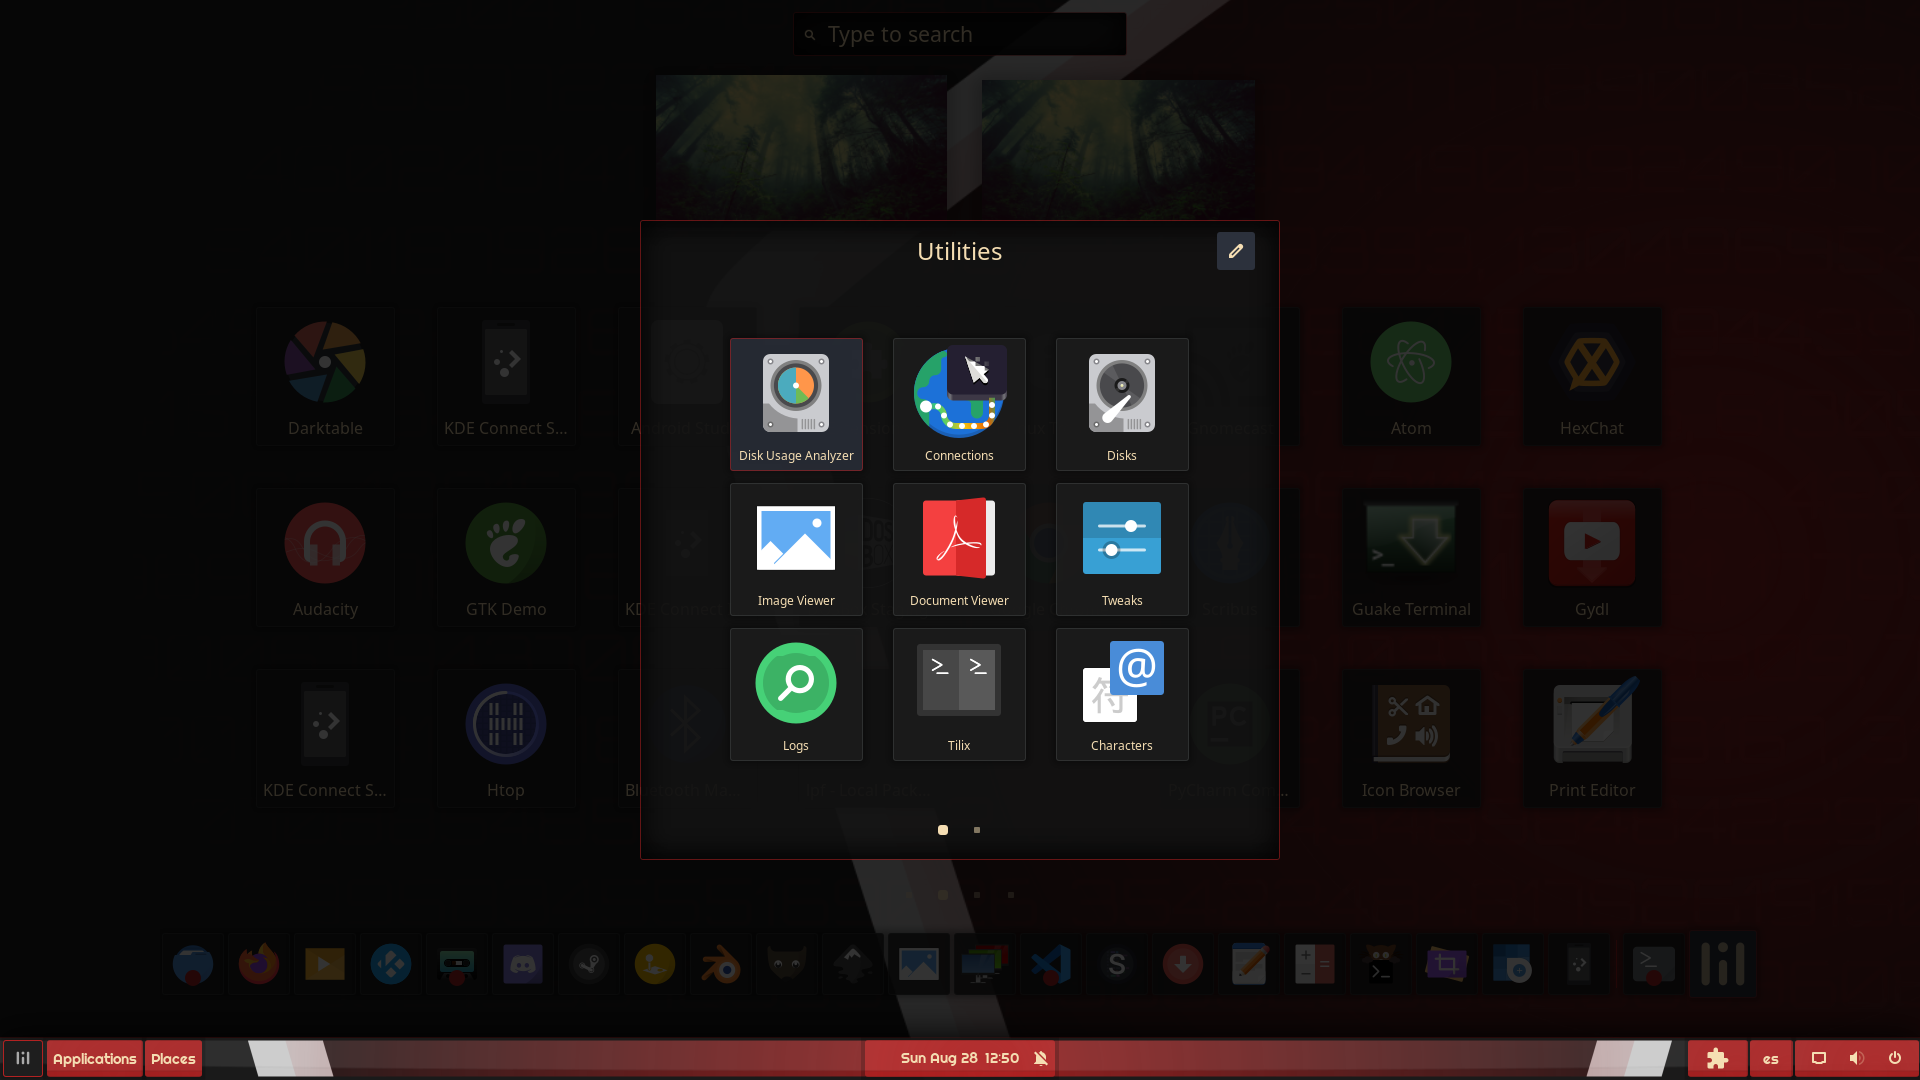 Type to search
Utilities
Darktable
KDE Connect S...
Disk Usage Analyzer
Connections
Disks
Atom
HexChat
Audacity
GTK Demo
Image Viewer
Document Viewer
Tweaks
Guake Terminal
Gydl
KDE Connect S...
Htop
Logs
Tilix
Characters
Icon Browser
Print Editor
Applications
Places
Sun Aug 28 12:50
es